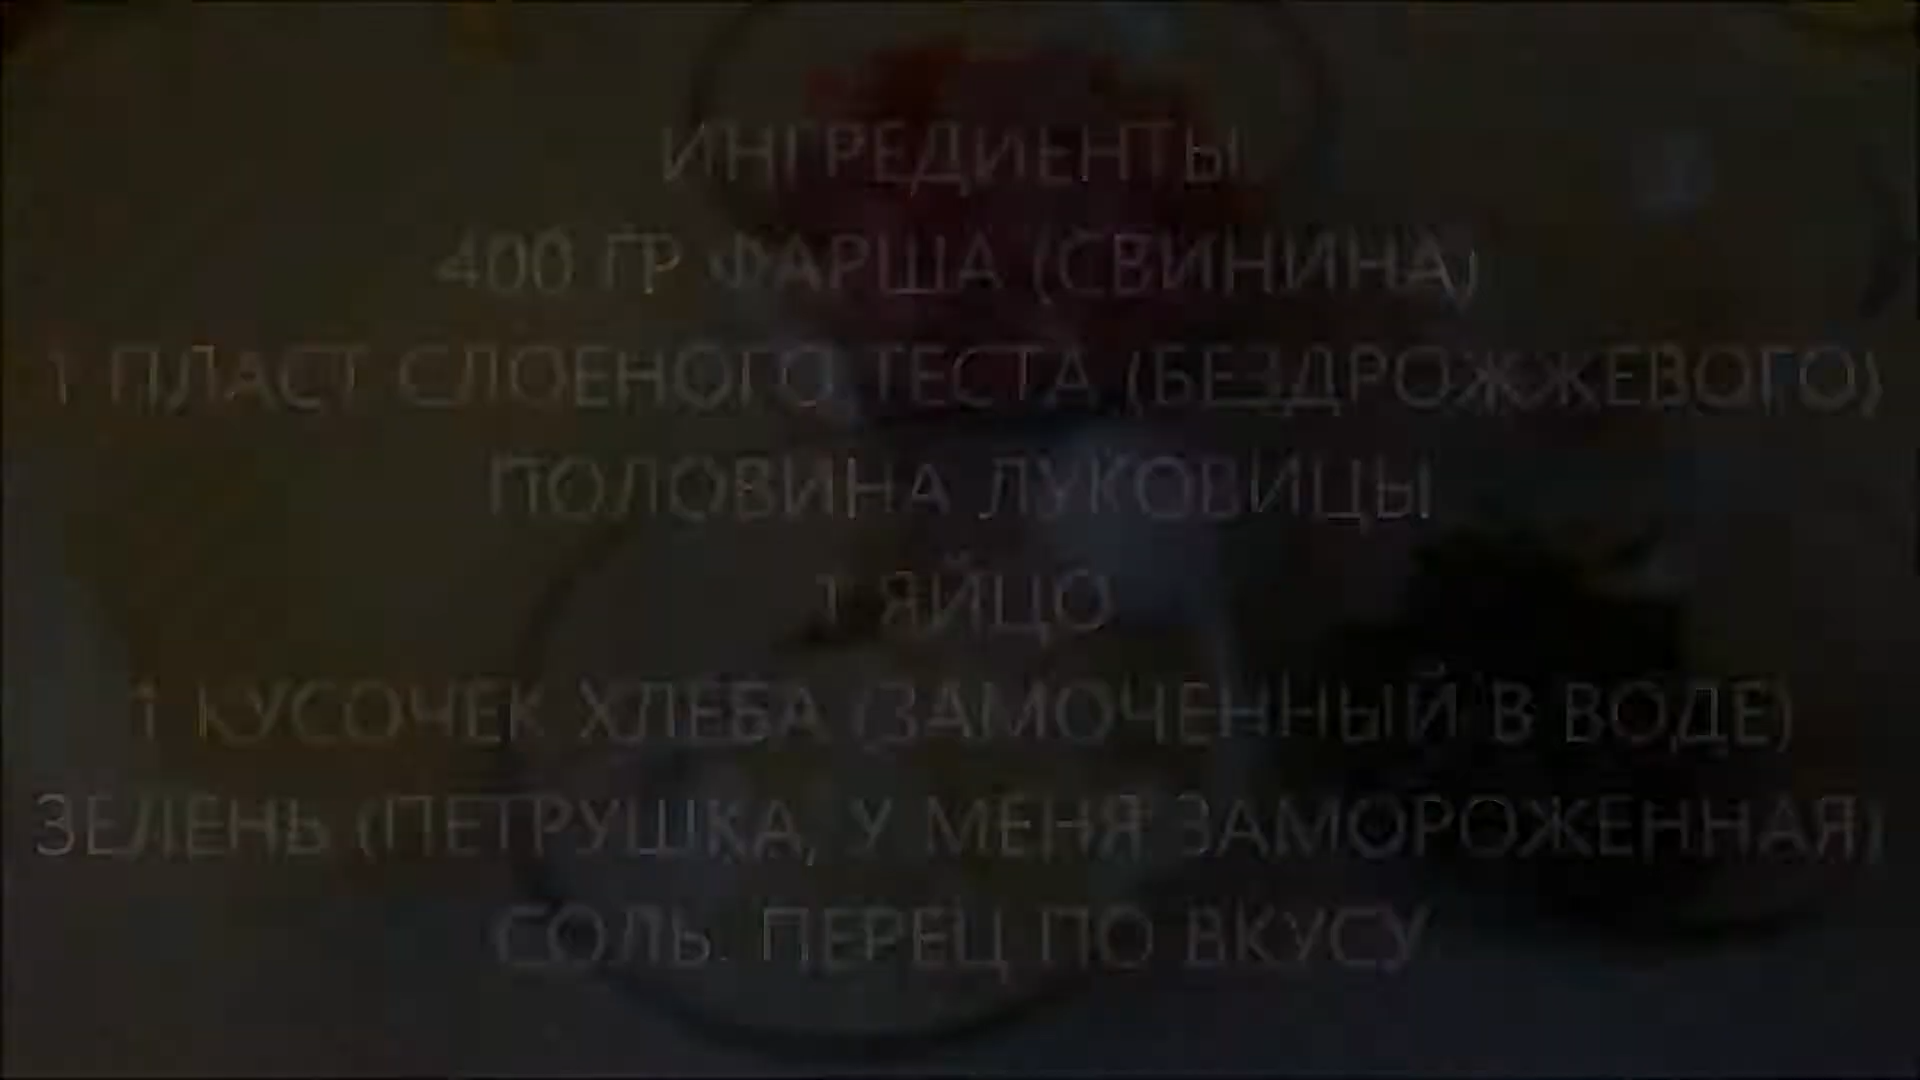 ИНГРЕДИЕНТЫ
400 ГР ФАРША (СВИНИНА)
1 ПЛАСТ СЛОЕНОГО ТЕСТА (БЕЗДРОЖЖЕВОГО)
ПОЛОВИНА ЛУКОВИЦЫ
1 ЯЙЦО
1 КУСОЧЕК ХЛЕБА (ЗАМОЧЕННЫЙ В ВОДЕ)
ЗЕЛЕНЬ (ПЕТРУШКА, У МЕНЯ ЗАМОРОЖЕННАЯ)
СОЛЬ. ПЕРЕЦ ПО ВКУСУ